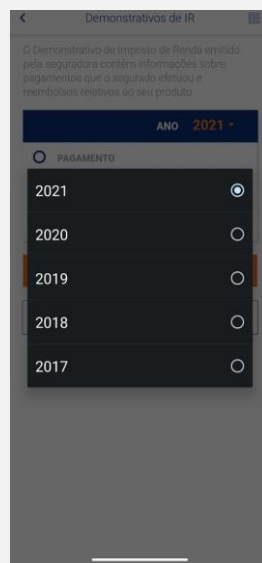 Demonstrativos de IR
O Demonstrativo de Imposto de Renda emitido
pela seguradora contém informações sobre
pagamentos que o segurado efetuou e
reembolsos relativos ao seu produto.
ANO 2021
PAGAMENTO
2021
2020
2019
2018
2017